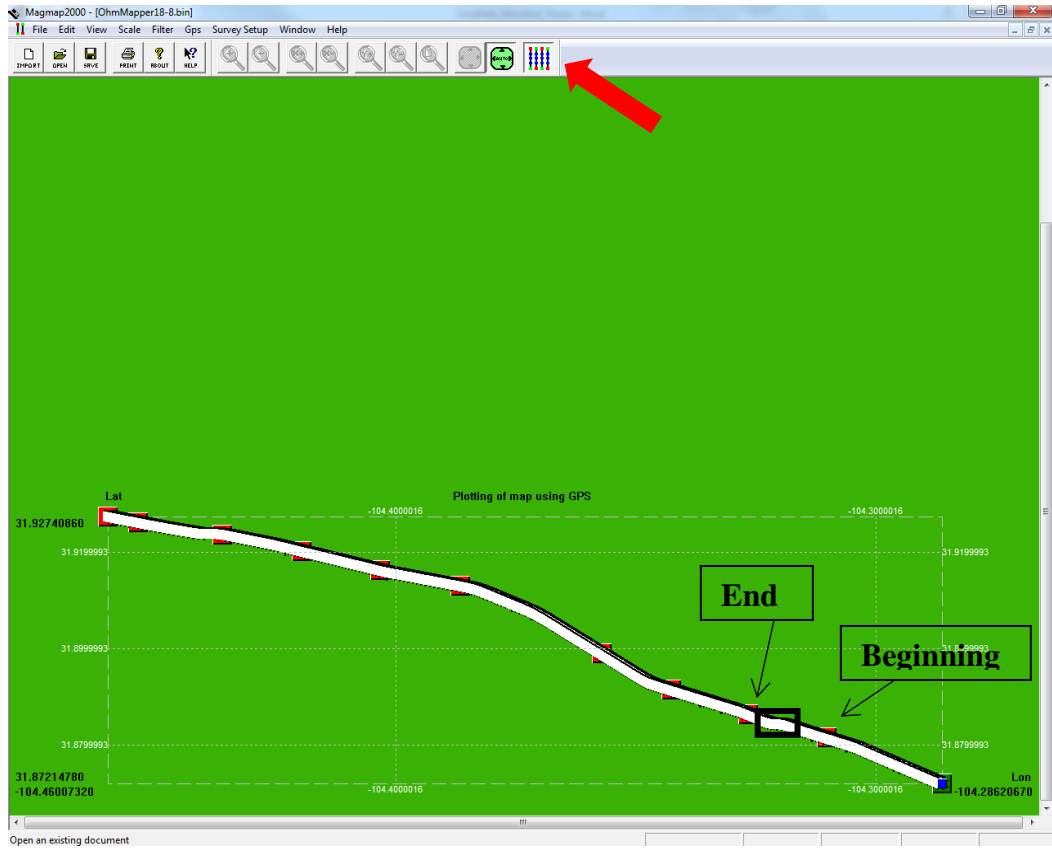 Magmap2000 - [OhmMapper18-8.bin]
File Edit View Scale Filter Gps Survey Setup Window Help
IMPORT OPEN SAVE PRINT ABOUT HELP AUTO
Lat Plotting of map using GPS
-104.4000016 -104.3000016
31.92740860
31.9199993 31.9199993
End
Beginning
31.8999993
31.8799993 31.8799993
31.87214780 Lon
-104.46007320 -104.4000016 -104.3000016 -104.28620670
Open an existing document